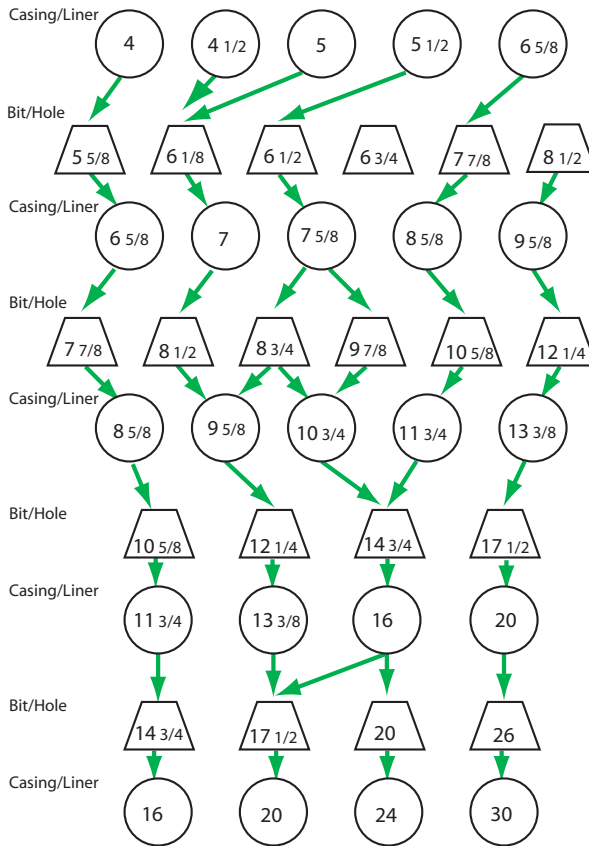 Casing/Liner 4 4 1/2 5 5 1/2 6 5/8
Bit/Hole 5 5/8 6 1/8 6 1/2 6 3/4 7 7/8 8 1/2
Casing/Liner 6 5/8 7 7 5/8 8 5/8 9 5/8
Bit/Hole 7 7/8 8 1/2 8 3/4 9 7/8 10 5/8 12 1/4
Casing/Liner 8 5/8 9 5/8 10 3/4 11 3/4 13 3/8
Bit/Hole 10 5/8 12 1/4 14 3/4 17 1/2
Casing/Liner 11 3/4 13 3/8 16 20
Bit/Hole 14 3/4 17 1/2 20 26
Casing/Liner 16 20 24 30